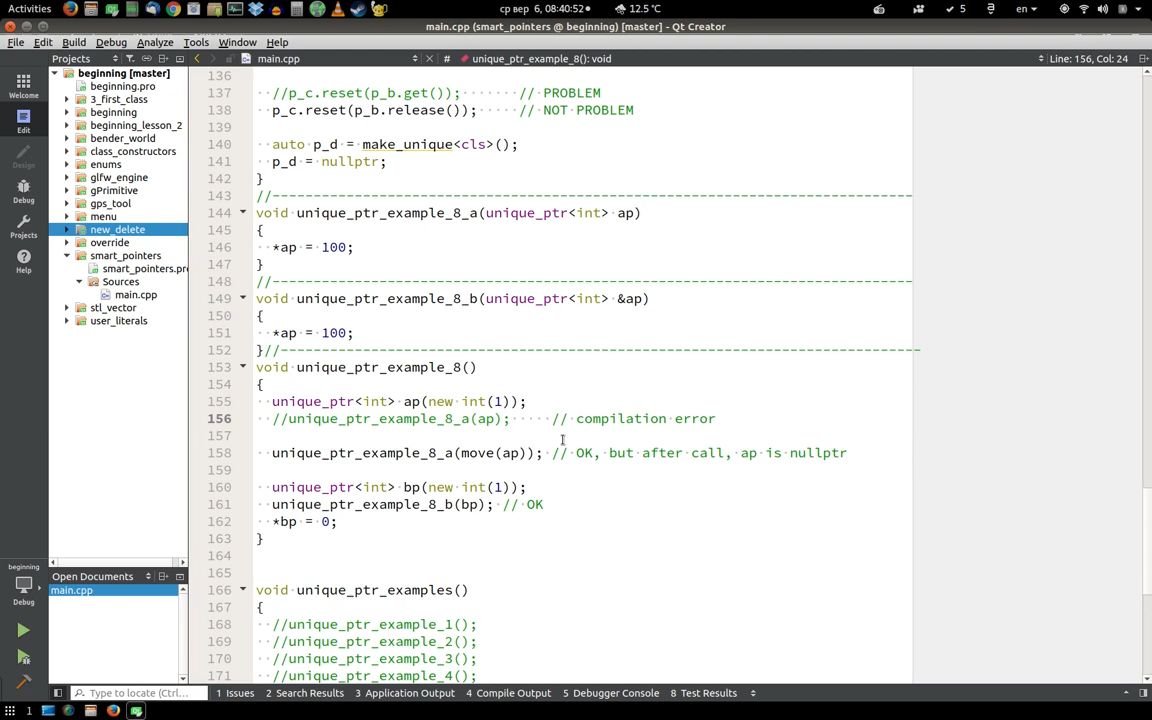 Activities
ср вер 6, 08:40:52
12.5 °C
5
en
main.cpp (smart_pointers @ beginning) [master] - Qt Creator
File Edit Build Debug Analyze Tools Window Help
Projects
main.cpp
# unique_ptr_example_8(): void
Line: 156, Col: 24
Welcome
Edit
Design
Debug
Projects
Help
beginning
Debug
beginning [master]
beginning.pro
3_first_class
beginning
beginning_lesson_2
bender_world
class_constructors
enums
glfw_engine
gPrimitive
gps_tool
menu
new_delete
override
smart_pointers
smart_pointers.pro
Sources
main.cpp
stl_vector
user_literals
Open Documents
main.cpp
136
137 //p_c.reset(p_b.get()); // PROBLEM
138 p_c.reset(p_b.release()); // NOT PROBLEM
139
140 auto p_d = make_unique<cls>();
141 p_d = nullptr;
142 }
143 //------------------------------------------------------------------------------
144 void unique_ptr_example_8_a(unique_ptr<int> ap)
145 {
146 *ap = 100;
147 }
148 //------------------------------------------------------------------------------
149 void unique_ptr_example_8_b(unique_ptr<int> &ap)
150 {
151 *ap = 100;
152 }//------------------------------------------------------------------------------
153 void unique_ptr_example_8()
154 {
155 unique_ptr<int> ap(new int(1));
156 //unique_ptr_example_8_a(ap); // compilation error
157
158 unique_ptr_example_8_a(move(ap)); // OK, but after call, ap is nullptr
159
160 unique_ptr<int> bp(new int(1));
161 unique_ptr_example_8_b(bp); // OK
162 *bp = 0;
163 }
164
165
166 void unique_ptr_examples()
167 {
168 //unique_ptr_example_1();
169 //unique_ptr_example_2();
170 //unique_ptr_example_3();
171 //unique_ptr_example_4();
Type to locate (Ctrl...
1 Issues 2 Search Results 3 Application Output 4 Compile Output 5 Debugger Console 8 Test Results
1